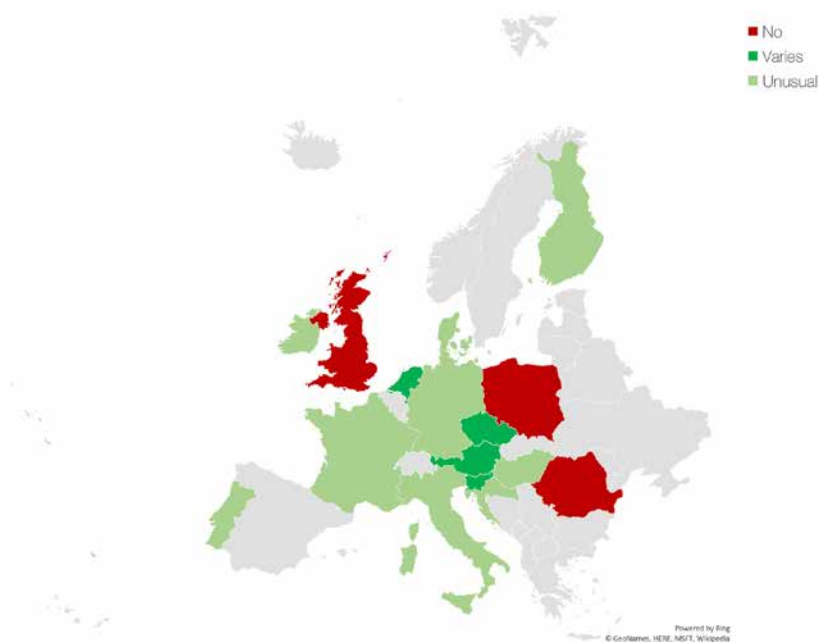 No
Varies
Unusual
Powered by Bing
© GeoNames, HERE, MSFT, Wikipedia